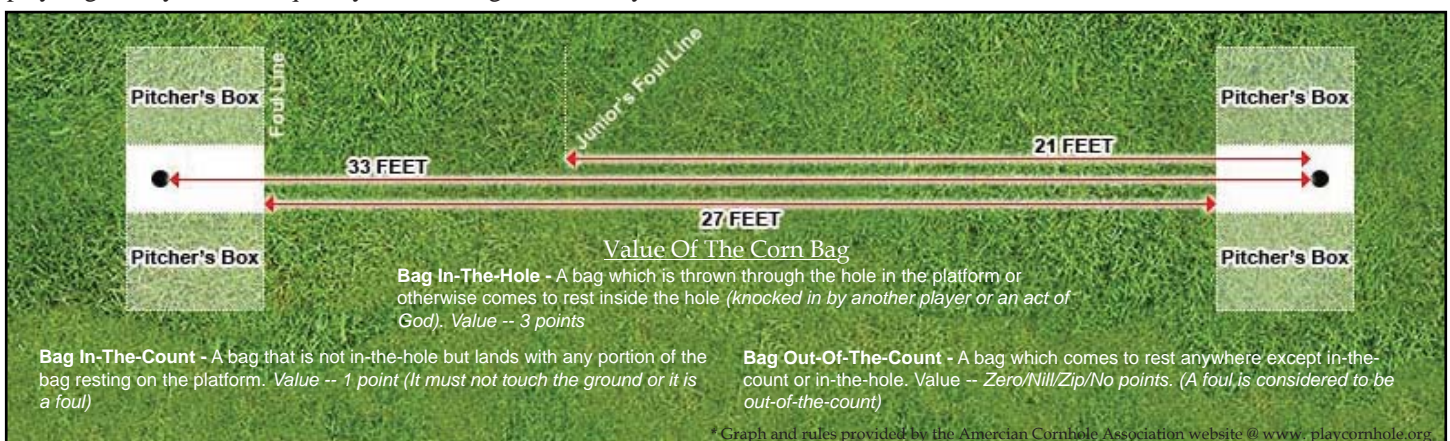 Pitcher's Box
Foul Line
Junior's Foul Line
Pitcher's Box
21 FEET
33 FEET
27 FEET
Pitcher's Box
Pitcher's Box
Value Of The Corn Bag
Bag In-The-Hole - A bag which is thrown through the hole in the platform or
otherwise comes to rest inside the hole (knocked in by another player or an act of
God). Value -- 3 points
Bag In-The-Count - A bag that is not in-the-hole but lands with any portion of the
bag resting on the platform. Value -- 1 point (It must not touch the ground or it is
a foul)
Bag Out-Of-The-Count - A bag which comes to rest anywhere except in-the-
count or in-the-hole. Value -- Zero/Nill/Zip/No points. (A foul is considered to be
out-of-the-count)
*Graph and rules provided by the Amercian Cornhole Association website @ www. playcornhole.org.